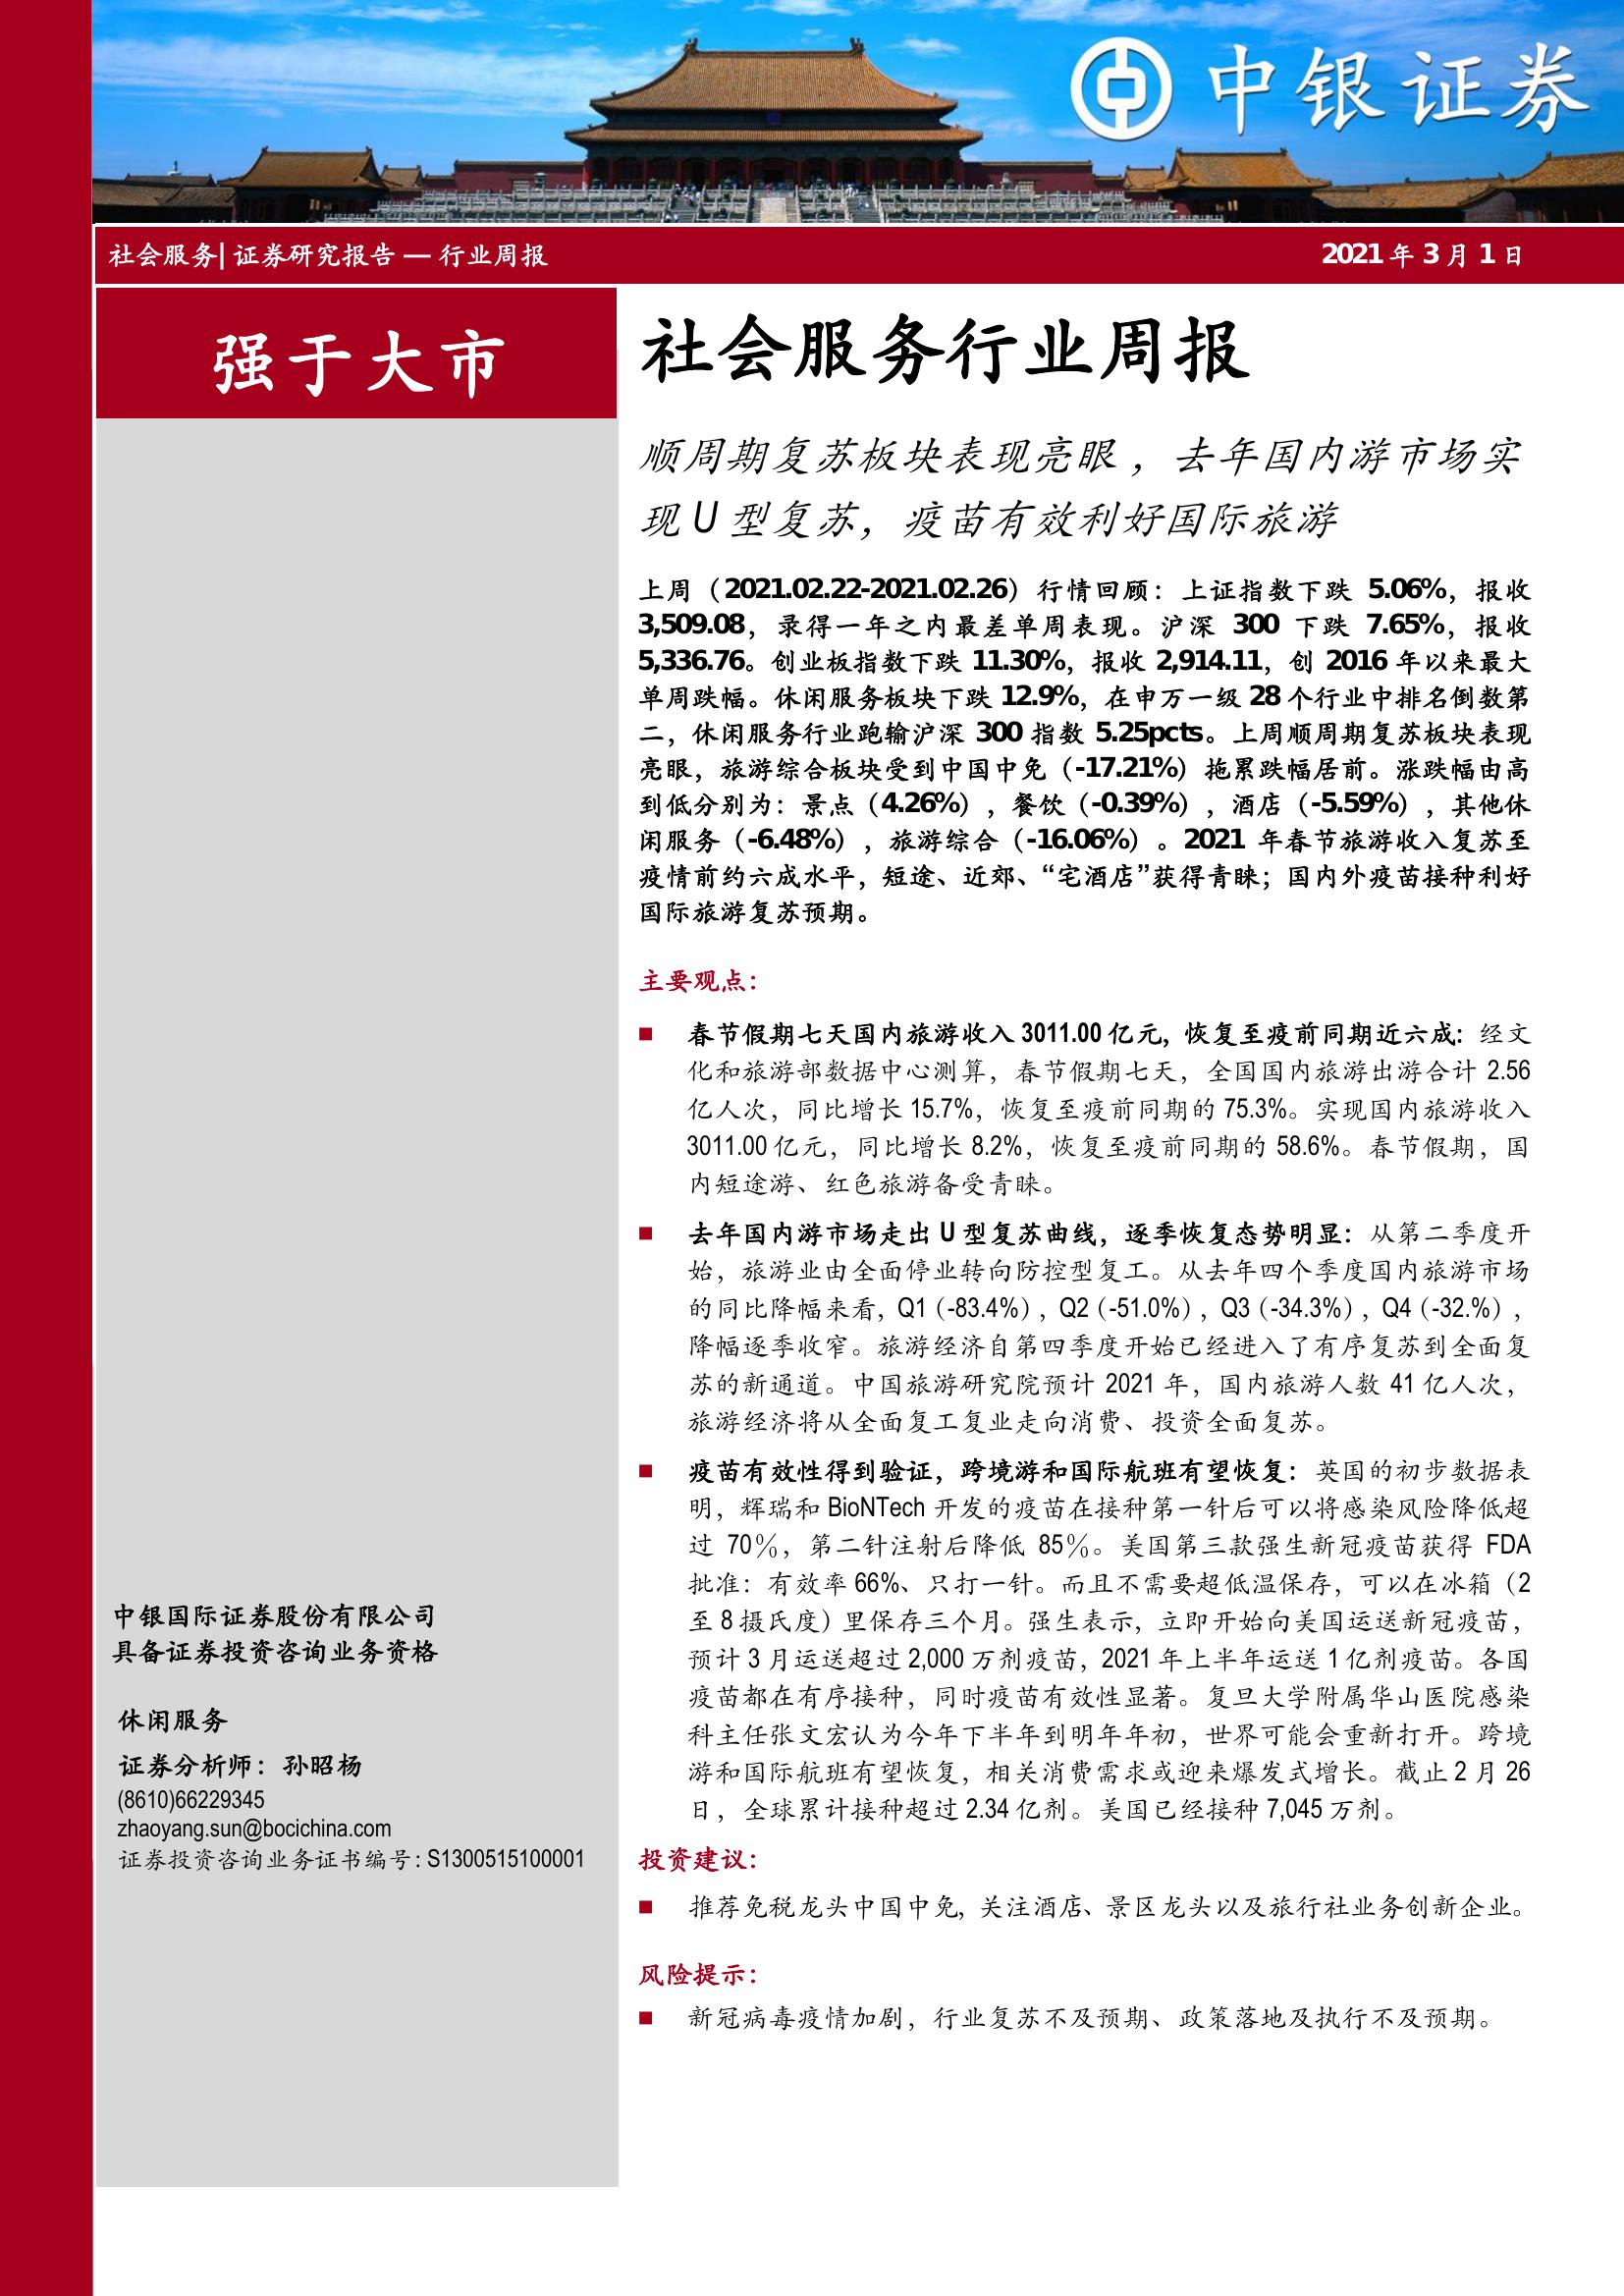 中银证券
社会服务|证券研究报告 — 行业周报
2021 年 3 月 1 日
强于大市
社会服务行业周报
顺周期复苏板块表现亮眼，去年国内游市场实
现 U 型复苏，疫苗有效利好国际旅游
上周（2021.02.22-2021.02.26）行情回顾：上证指数下跌 5.06%，报收
3,509.08，录得一年之内最差单周表现。沪深 300 下跌 7.65%，报收
5,336.76。创业板指数下跌 11.30%，报收 2,914.11，创 2016 年以来最大
单周跌幅。休闲服务板块下跌 12.9%，在申万一级 28 个行业中排名倒数第
二，休闲服务行业跑输沪深 300 指数 5.25pcts。上周顺周期复苏板块表现
亮眼，旅游综合板块受到中国中免（-17.21%）拖累跌幅居前。涨跌幅由高
到低分别为：景点（4.26%），餐饮（-0.39%），酒店（-5.59%），其他休
闲服务（-6.48%），旅游综合（-16.06%）。2021 年春节旅游收入复苏至
疫情前约六成水平，短途、近郊、“宅酒店”获得青睐；国内外疫苗接种利好
国际旅游复苏预期。
主要观点：
■ 春节假期七天国内旅游收入 3011.00 亿元，恢复至疫前同期近六成：经文
化和旅游部数据中心测算，春节假期七天，全国国内旅游出游合计 2.56
亿人次，同比增长 15.7%，恢复至疫前同期的 75.3%。实现国内旅游收入
3011.00 亿元，同比增长 8.2%，恢复至疫前同期的 58.6%。春节假期，国
内短途游、红色旅游备受青睐。
■ 去年国内游市场走出 U 型复苏曲线，逐季恢复态势明显：从第二季度开
始，旅游业由全面停业转向防控型复工。从去年四个季度国内旅游市场
的同比降幅来看，Q1（-83.4%），Q2（-51.0%），Q3（-34.3%），Q4（-32.%），
降幅逐季收窄。旅游经济自第四季度开始已经进入了有序复苏到全面复
苏的新通道。中国旅游研究院预计 2021 年，国内旅游人数 41 亿人次，
旅游经济将从全面复工复业走向消费、投资全面复苏。
■ 疫苗有效性得到验证，跨境游和国际航班有望恢复：英国的初步数据表
明，辉瑞和 BioNTech 开发的疫苗在接种第一针后可以将感染风险降低超
过 70％，第二针注射后降低 85％。美国第三款强生新冠疫苗获得 FDA
批准：有效率 66%、只打一针。而且不需要超低温保存，可以在冰箱（2
至 8 摄氏度）里保存三个月。强生表示，立即开始向美国运送新冠疫苗，
预计 3 月运送超过 2,000 万剂疫苗，2021 年上半年运送 1 亿剂疫苗。各国
疫苗都在有序接种，同时疫苗有效性显著。复旦大学附属华山医院感染
科主任张文宏认为今年下半年到明年年初，世界可能会重新打开。跨境
游和国际航班有望恢复，相关消费需求或迎来爆发式增长。截止 2 月 26
日，全球累计接种超过 2.34 亿剂。美国已经接种 7,045 万剂。
投资建议：
■ 推荐免税龙头中国中免，关注酒店、景区龙头以及旅行社业务创新企业。
风险提示：
■ 新冠病毒疫情加剧，行业复苏不及预期、政策落地及执行不及预期。
中银国际证券股份有限公司
具备证券投资咨询业务资格
休闲服务
证券分析师：孙昭杨
(8610)66229345
zhaoyang.sun@bocichina.com
证券投资咨询业务证书编号：S1300515100001